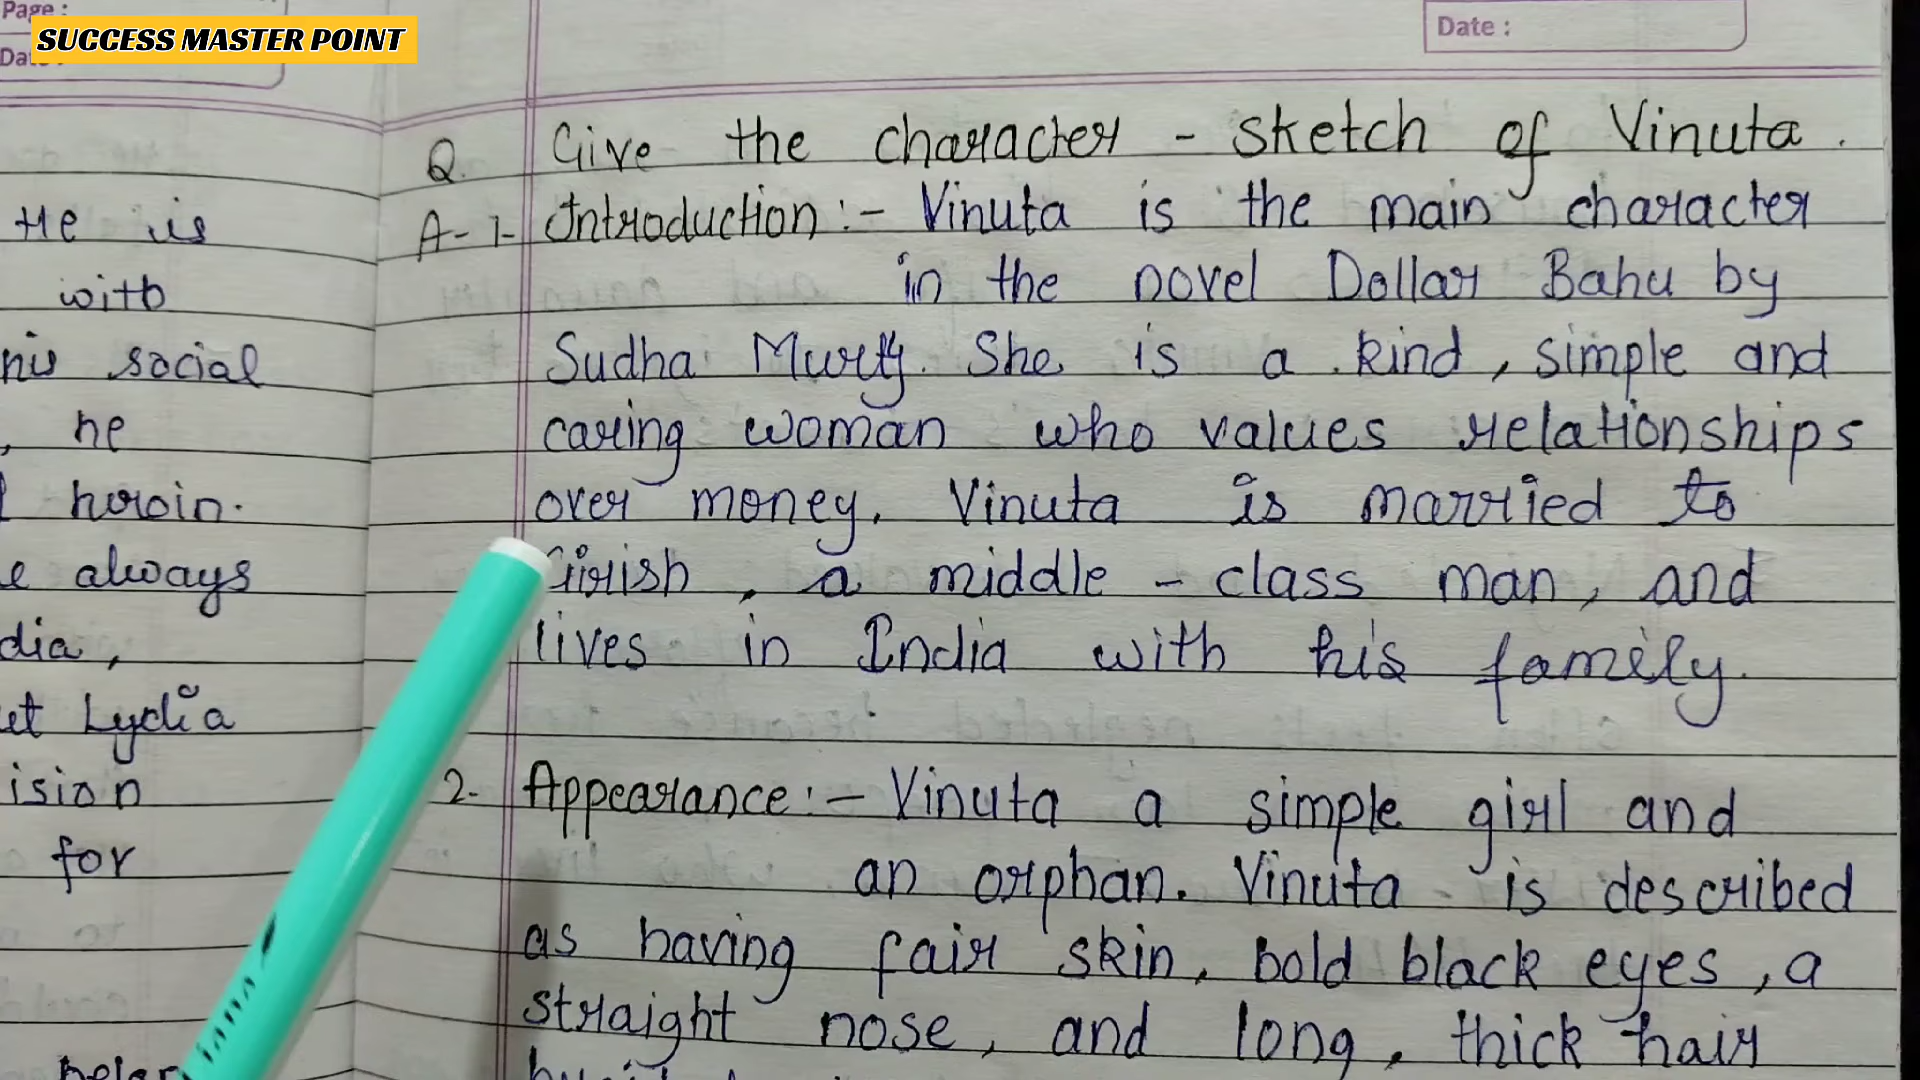 Page :
SUCCESS MASTER POINT
Date :
He is
with
his social
, he
heroin.
always
dia,
Lydia
ision
for
Q. Give the character - sketch of Vinuta.
A- 1- Introduction :- Vinuta is the main character
in the novel Dollar Bahu by
Sudha Murty. She is a kind, simple and
caring woman who values relationships
over money. Vinuta is married to
Girish, a middle - class man, and
lives in India with his family.
2- Appearance :- Vinuta a simple girl and
an orphan. Vinuta is described
as having fair skin, bold black eyes, a
straight nose, and long, thick hair